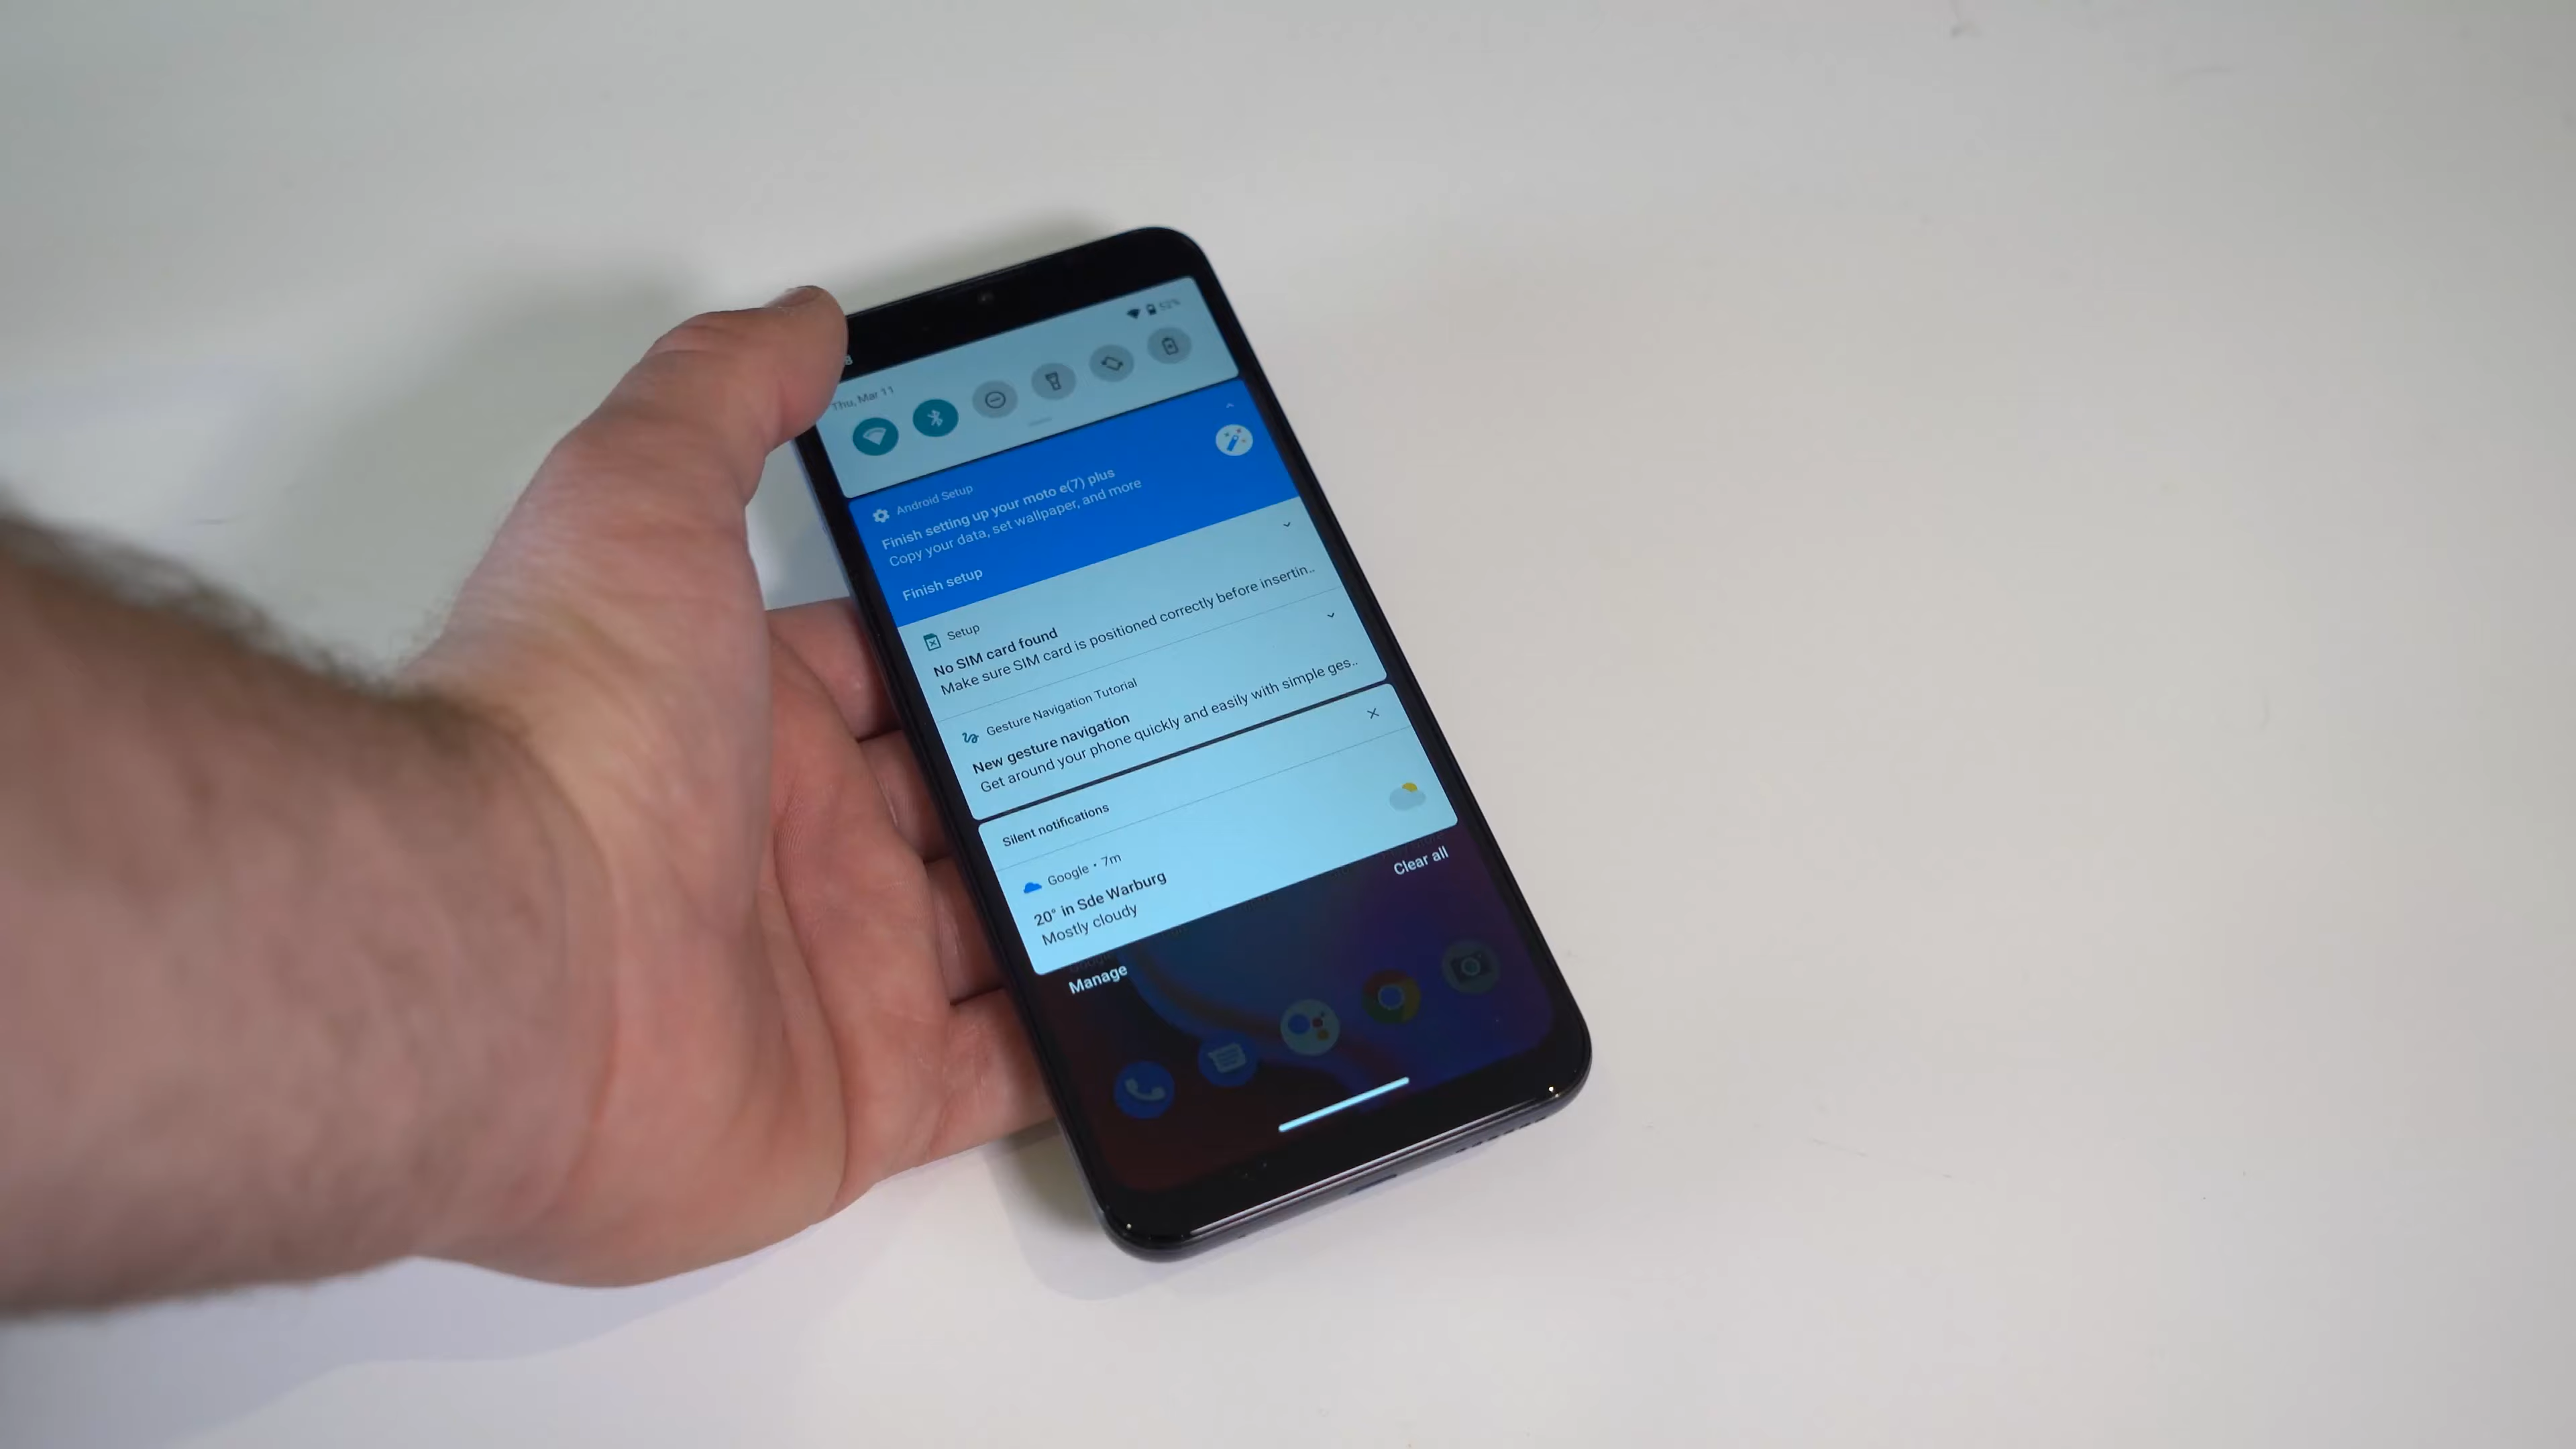 52%
Thu, Mar 11
Android Setup
Finish setting up your moto e(7) plus
Copy your data, set wallpaper, and more
Finish setup
Setup
No SIM card found
Make sure SIM card is positioned correctly before insertin..
Gesture Navigation Tutorial
New gesture navigation
Get around your phone quickly and easily with simple ges..
Silent notifications
Google • 7m
20° in Sde Warburg
Mostly cloudy
Clear all
Manage